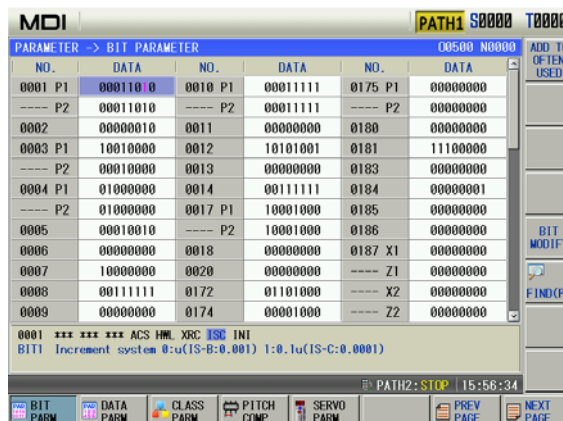 MDI PATH1 S0000 T000
PARAMETER -> BIT PARAMETER O0500 N0000
NO. DATA NO. DATA NO. DATA
0001 P1 00011010 0010 P1 00011111 0175 P1 00000000
---- P2 00011010 ---- P2 00011111 ---- P2 00000000
0002 00000010 0011 00000000 0180 00000000
0003 P1 10010000 0012 10101001 0181 11100000
---- P2 00010000 0013 00000000 0183 00000000
0004 P1 01000000 0014 00111111 0184 00000001
---- P2 01000000 0017 P1 10001000 0185 00000000
0005 00010010 ---- P2 10001000 0186 00000000
0006 00000000 0018 00000000 0187 X1 00000000
0007 10000000 0020 00000000 ---- Z1 00000000
0008 00111111 0172 01101000 ---- X2 00000000
0009 00000000 0174 00001000 ---- Z2 00000000
0001 *** *** *** ACS HWL XRC ISC INI
BIT1 Increment system 0:u(IS-B:0.001) 1:0.1u(IS-C:0.0001)
PATH2:STOP 15:56:34
ADD TO
OFTEN
USED
BIT
MODIFY
FIND(P
BIT
PARM
DATA
PARM
CLASS
PARM
PITCH
COMP
SERVO
PARM
PREV
PAGE
NEXT
PAGE